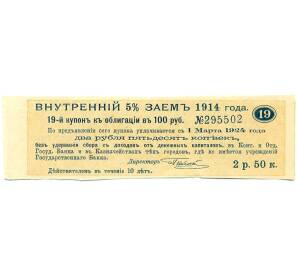 ВНУТРЕННІЙ 5% ЗАЕМЪ 1914 года.
19-й купонъ къ облигаціи въ 100 руб. №295502
19
По предъявленіи сего купона уплачивается съ 1 Марта 1924 года
два рубля пятьдесятъ копѣекъ,
безъ удержанія сбора съ доходовъ отъ денежныхъ капиталовъ, въ Конт. и Отд.
Госуд. Банка и въ Казначействахъ тѣхъ городовъ, гдѣ не имѣется учрежденій
Государственнаго Банка.
Директоръ
2 р. 50 к.
Дѣйствителенъ въ теченіе 10 лѣтъ.